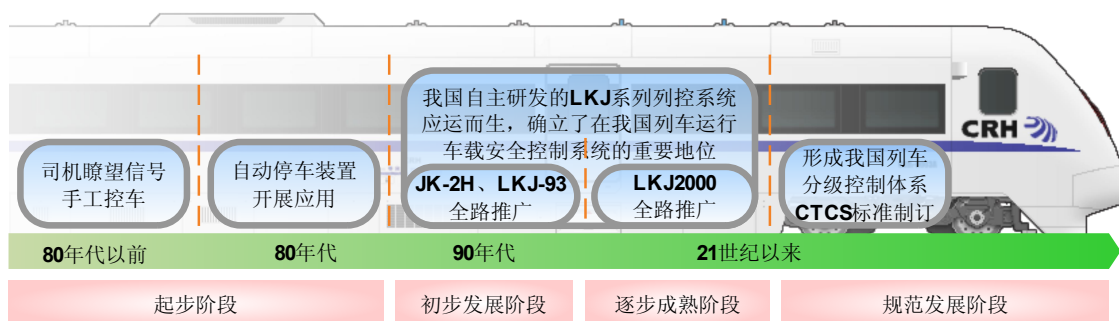 我国自主研发的LKJ系列列控系统
应运而生，确立了在我国列车运行
车载安全控制系统的重要地位
CRH
司机瞭望信号
手工控车
自动停车装置
开展应用
JK-2H、LKJ-93
全路推广
LKJ2000
全路推广
形成我国列车
分级控制体系
CTCS标准制订
80年代以前
80年代
90年代
21世纪以来
起步阶段
初步发展阶段
逐步成熟阶段
规范发展阶段